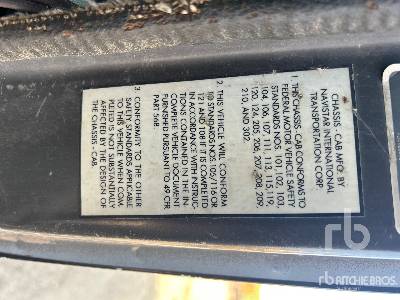 CHASSIS - CAB MFG. BY
NAVISTAR INTERNATIONAL
TRANSPORTATION CORP.
1. THIS CHASSIS-CAB CONFORMS TO
FEDERAL MOTOR VEHICLE SAFETY
STANDARDS NOS. 101, 102, 103,
104, 106, 107, 111, 113, 115, 119,
120, 124, 205, 206, 207, 208, 209,
210, AND 302.
2. THIS VEHICLE WILL CONFORM
TO STANDARDS NOS. 105/116 OR
121 AND 108 IF IT IS COMPLETED
IN ACCORDANCE WITH INSTRUC-
TIONS CONTAINED IN THE IN
COMPLETE VEHICLE DOCUMENT
FURNISHED PURSUANT TO 49 CFR
PART 568
3. CONFORMITY TO THE OTHER
SAFETY STANDARDS APPLICABLE
TO THIS VEHICLE WHEN COM-
PLETED IS NOT SUBSTANTIALLY
AFFECTED BY THE DESIGN OF
THE CHASSIS - CAB.
rb
RITCHIE BROS